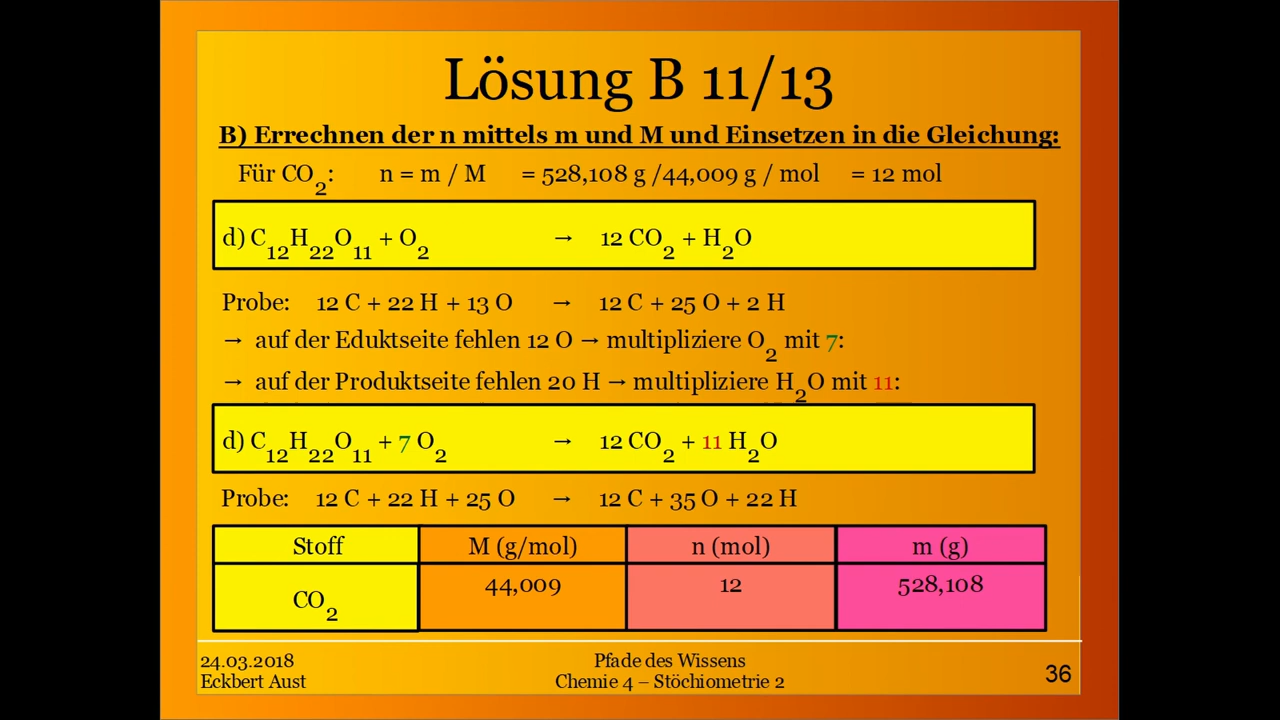 Lösung B 11/13
B) Errechnen der n mittels m und M und Einsetzen in die Gleichung:
Für CO₂: n = m / M = 528,108 g /44,009 g / mol = 12 mol
d) C₁₂H₂₂O₁₁ + O₂ → 12 CO₂ + H₂O
Probe: 12 C + 22 H + 13 O → 12 C + 25 O + 2 H
→ auf der Eduktseite fehlen 12 O → multipliziere O₂ mit 7:
→ auf der Produktseite fehlen 20 H → multipliziere H₂O mit 11:
d) C₁₂H₂₂O₁₁ + 7 O₂ → 12 CO₂ + 11 H₂O
Probe: 12 C + 22 H + 25 O → 12 C + 35 O + 22 H
Stoff M (g/mol) n (mol) m (g)
CO₂ 44,009 12 528,108
24.03.2018 Pfade des Wissens
Eckbert Aust Chemie 4 – Stöchiometrie 2 36